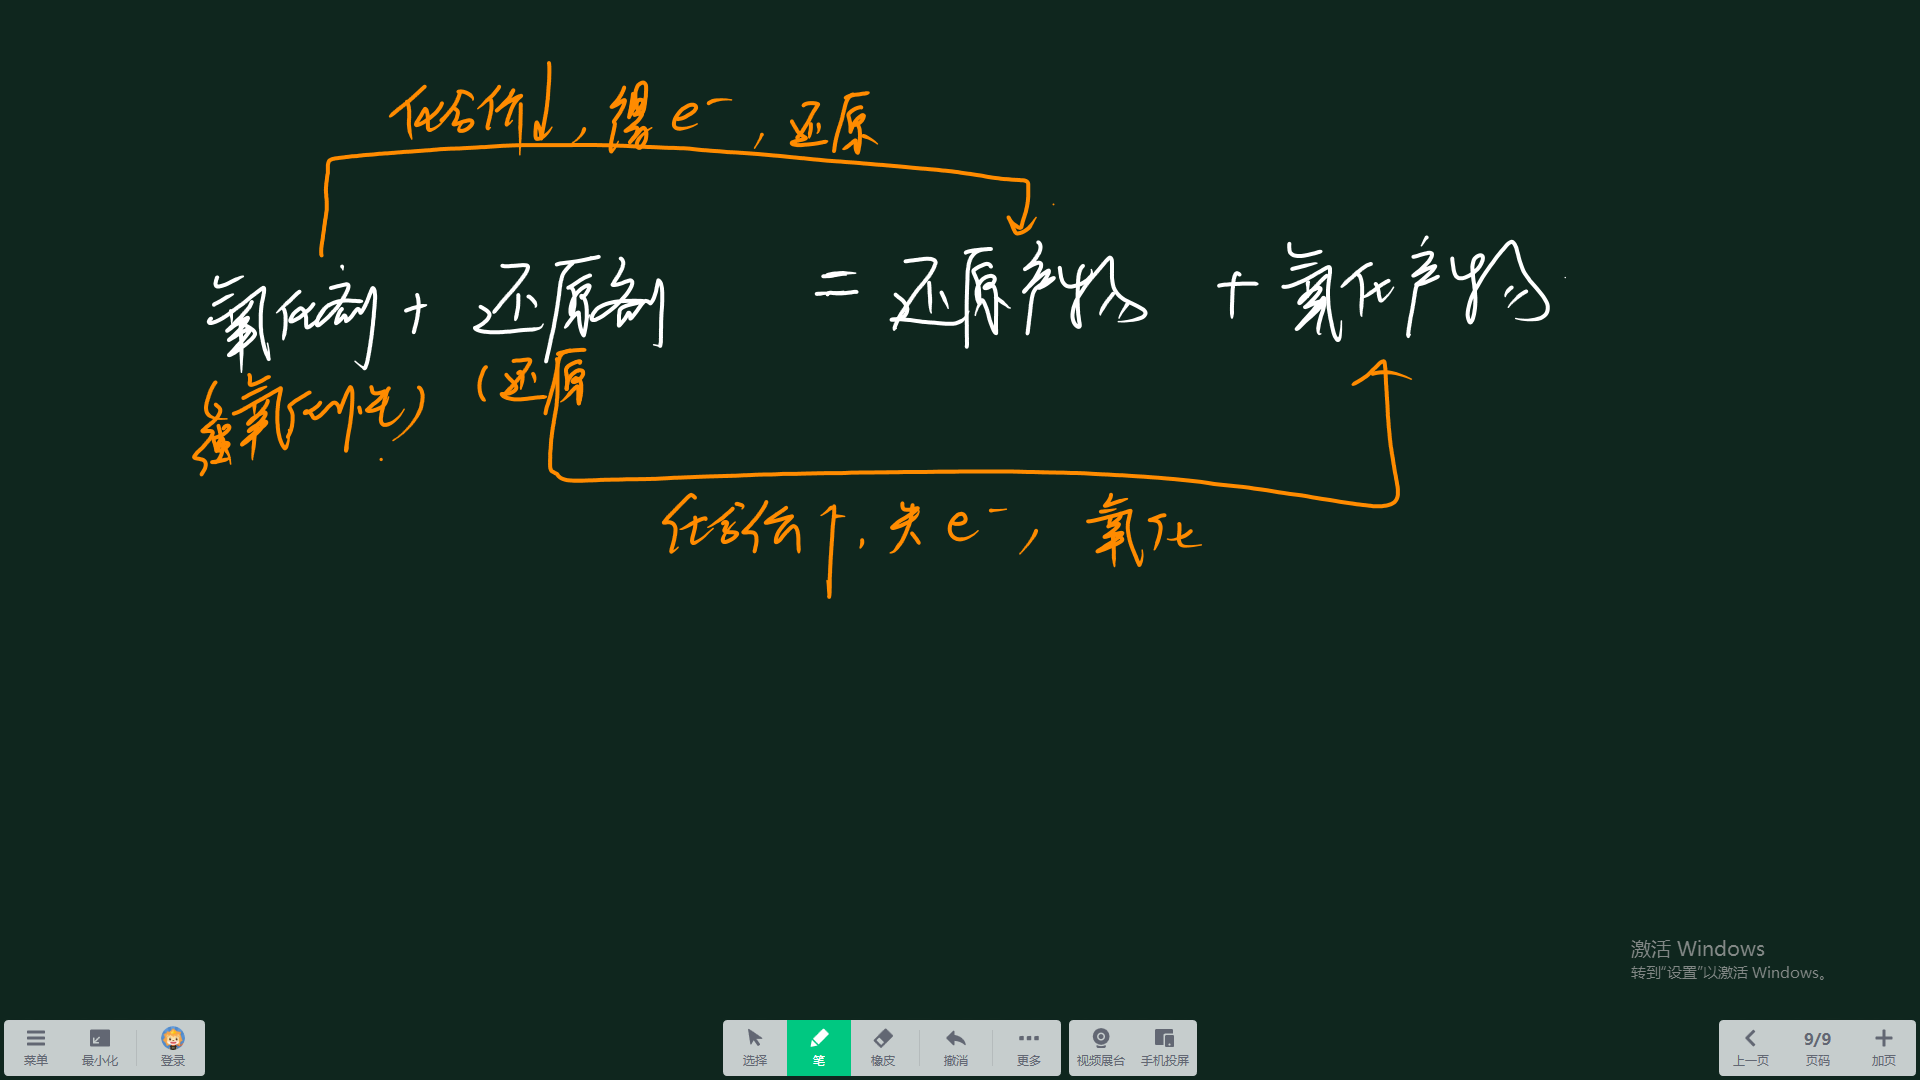 化合价↓,得e⁻,还原
氧化剂+还原剂 =还原产物 +氧化产物
(强氧化性) (还原
化合价↑,失e⁻,氧化
激活 Windows
转到“设置”以激活 Windows。
菜单 最小化 登录 选择 笔 橡皮 撤消 更多 视频展台 手机投屏 上一页 9/9 页码 加页